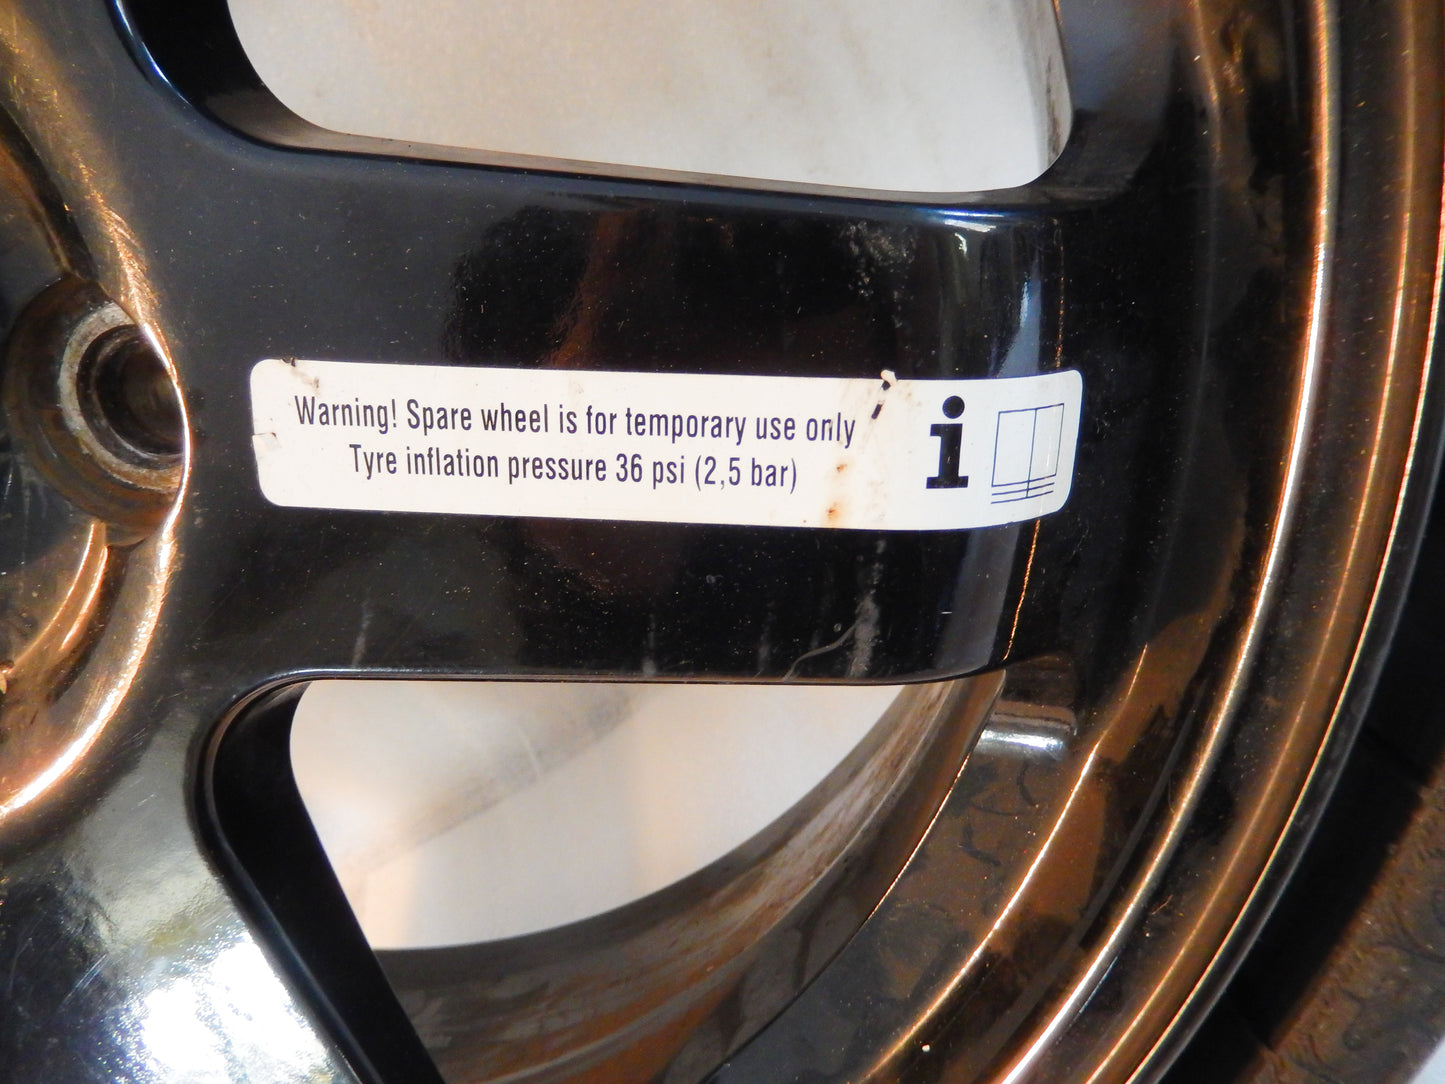 Warning! Spare wheel is for temporary use only
Tyre inflation pressure 36 psi (2,5 bar)
i